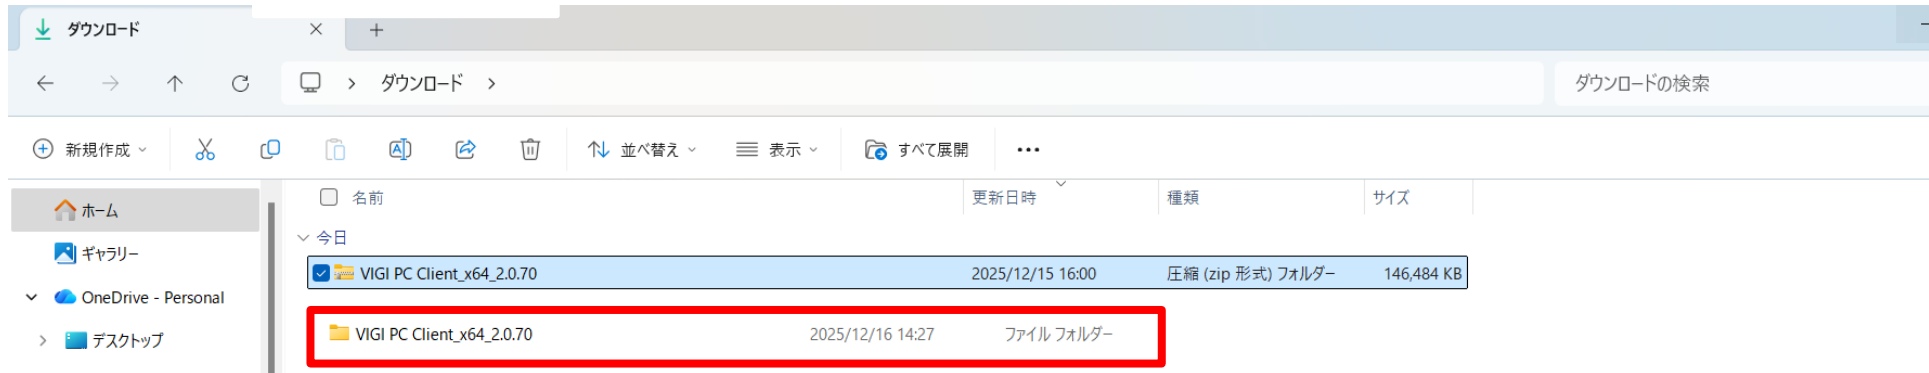 ダウンロード
ダウンロード
ダウンロードの検索
新規作成 並べ替え 表示 すべて展開
名前 更新日時 種類 サイズ
ホーム
今日
ギャラリー
VIGI PC Client_x64_2.0.70 2025/12/15 16:00 圧縮 (zip 形式) フォルダー 146,484 KB
OneDrive - Personal
VIGI PC Client_x64_2.0.70 2025/12/16 14:27 ファイル フォルダー
デスクトップ